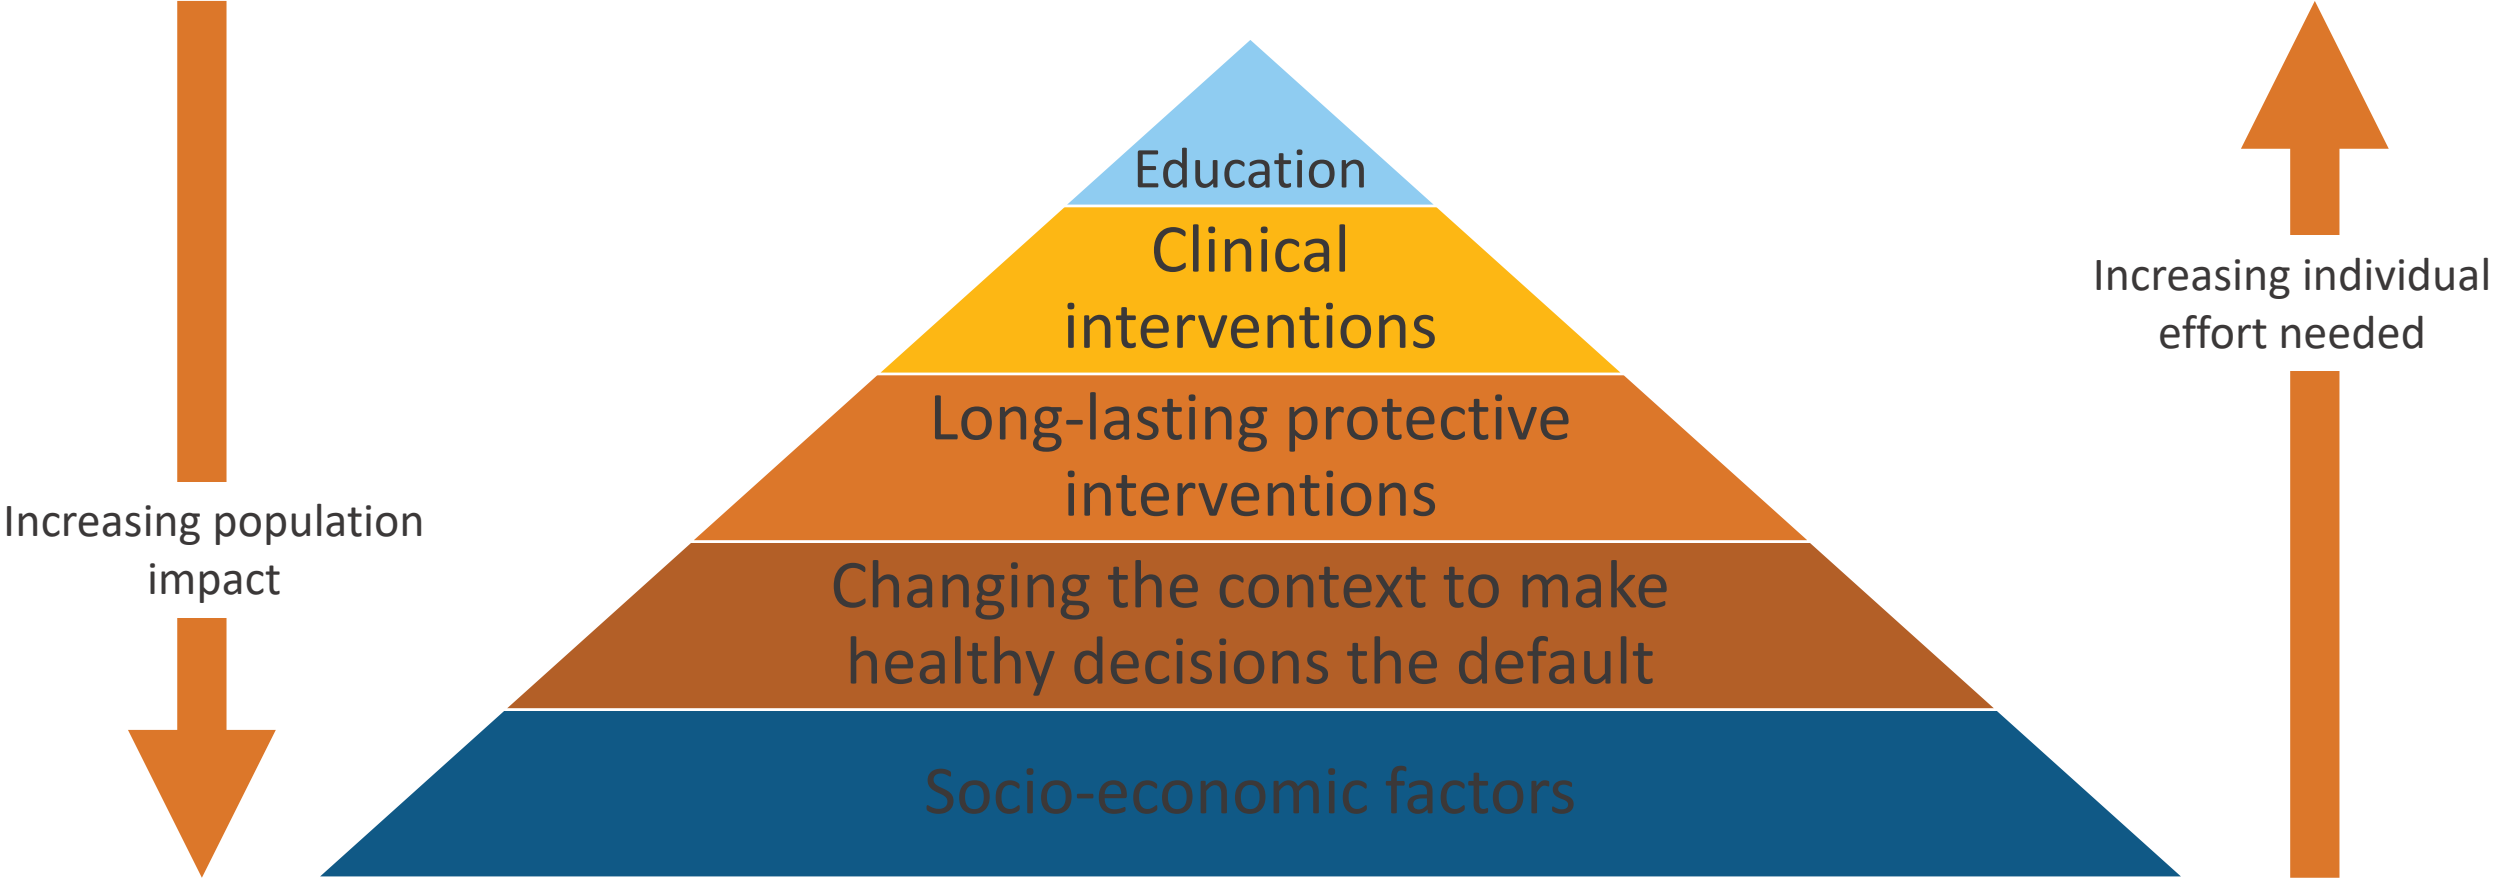 Education
Clinical
interventions
Long-lasting protective
interventions
Changing the context to make
healthy decisions the default
Socio-economic factors
Increasing population
impact
Increasing individual
effort needed